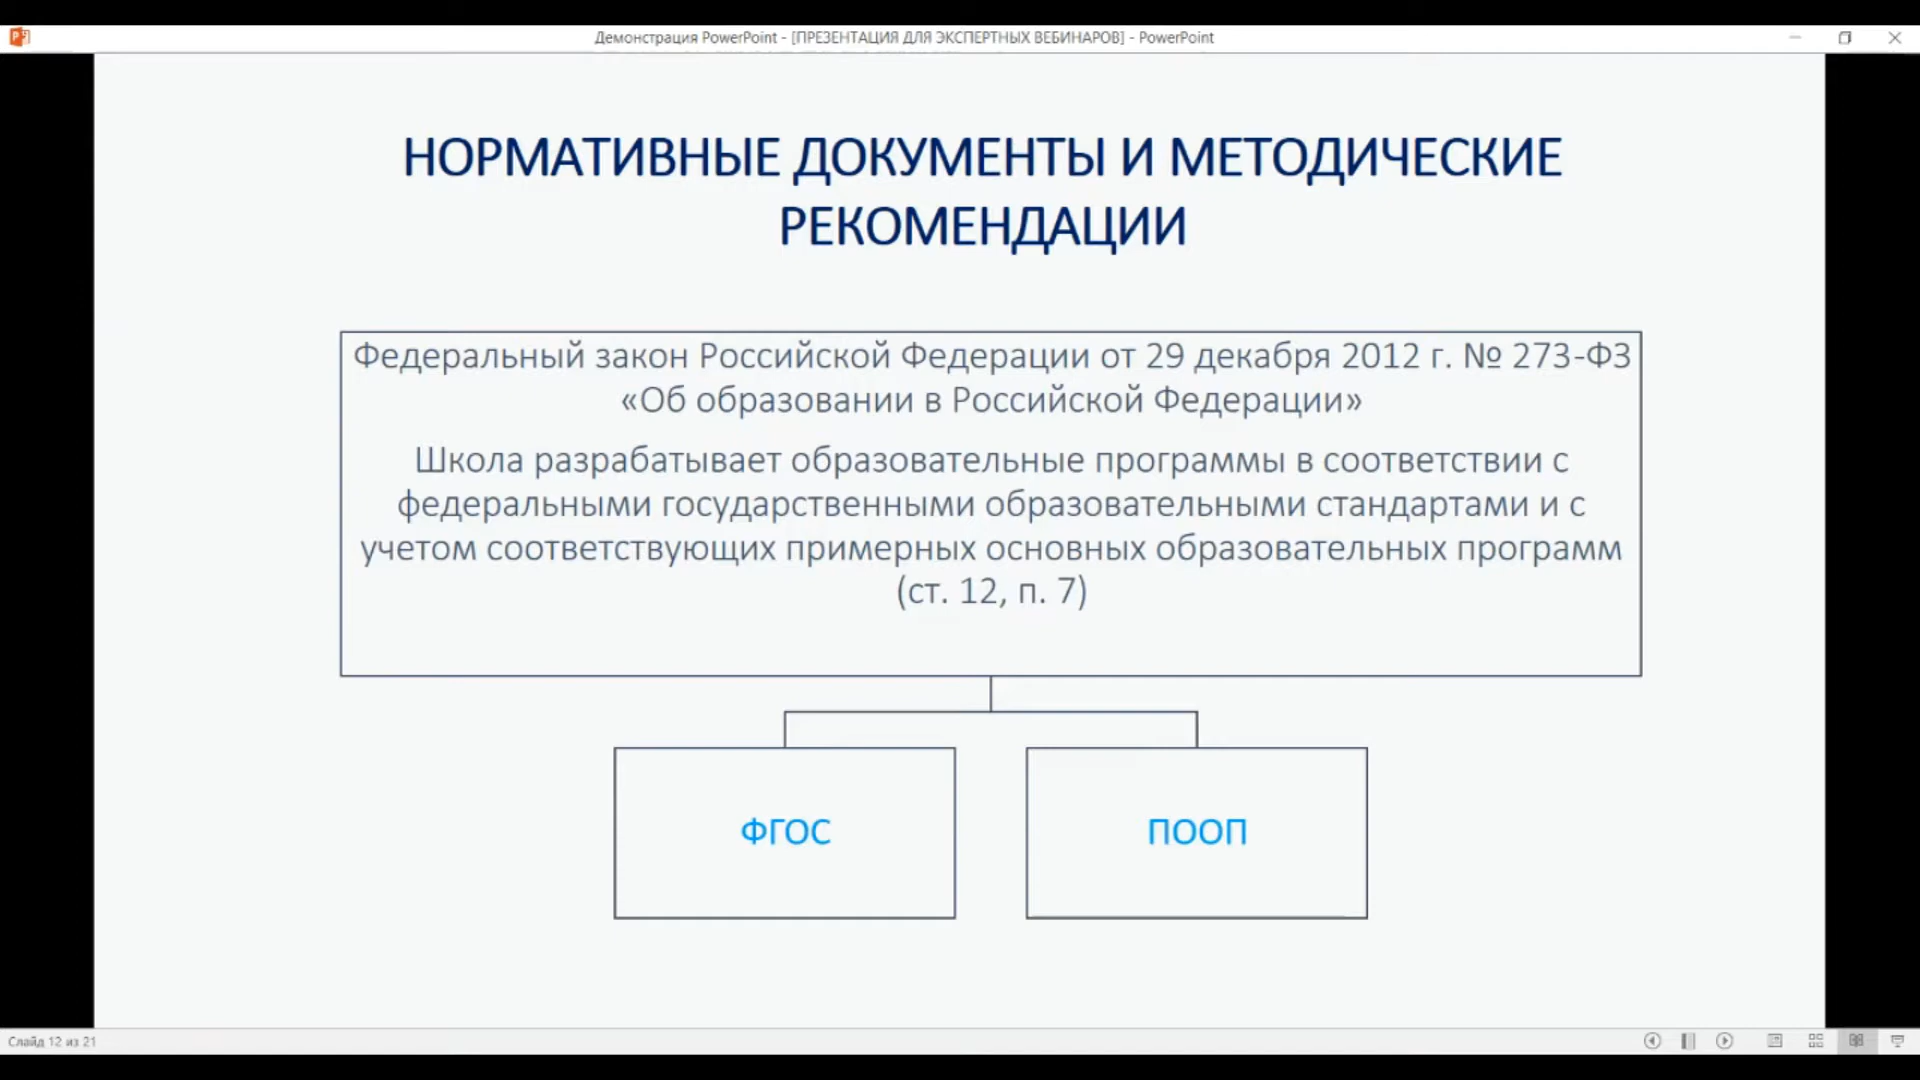 Демонстрация PowerPoint - [ПРЕЗЕНТАЦИЯ ДЛЯ ЭКСПЕРТНЫХ ВЕБИНАРОВ] - PowerPoint
НОРМАТИВНЫЕ ДОКУМЕНТЫ И МЕТОДИЧЕСКИЕ
РЕКОМЕНДАЦИИ
Федеральный закон Российской Федерации от 29 декабря 2012 г. № 273-ФЗ
«Об образовании в Российской Федерации»
Школа разрабатывает образовательные программы в соответствии с
федеральными государственными образовательными стандартами и с
учетом соответствующих примерных основных образовательных программ
(ст. 12, п. 7)
ФГОС
ПООП
Слайд 12 из 21